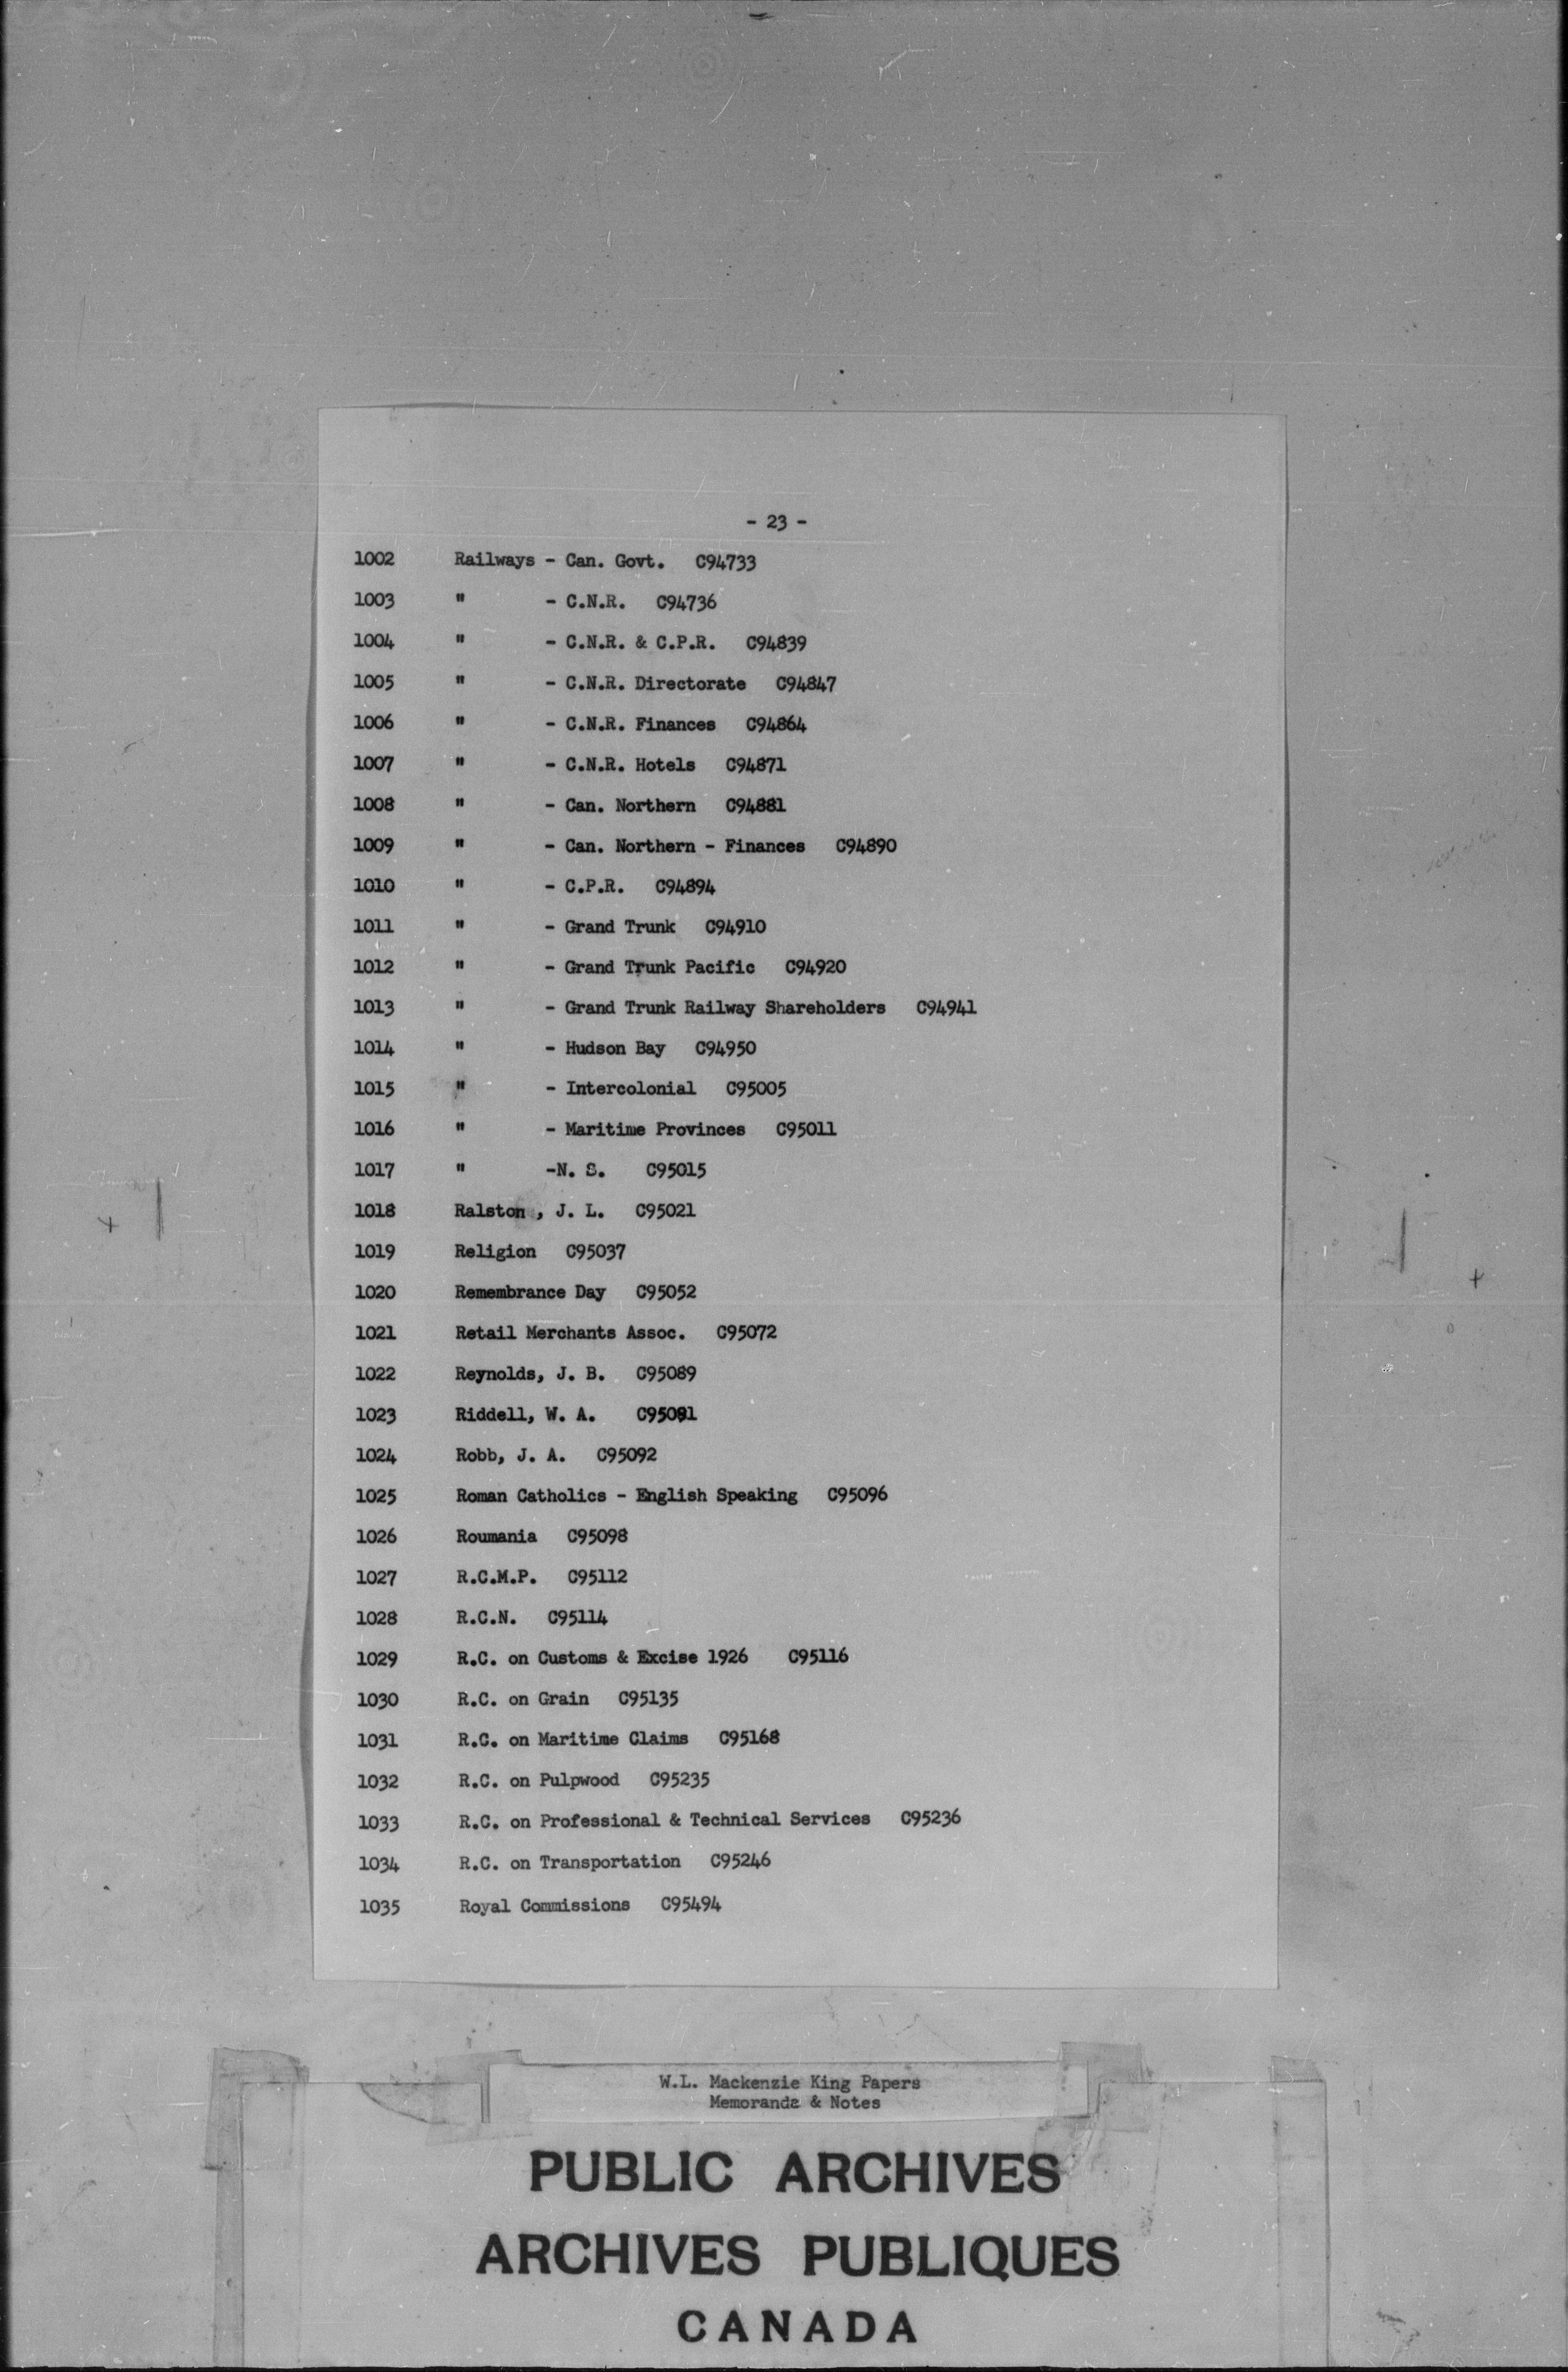 - 23 -
1002 Railways - Can. Govt. C94733
1003 " - C.N.R. C94736
1004 " - C.N.R. & C.P.R. C94839
1005 " - C.N.R. Directorate C94847
1006 " - C.N.R. Finances C94864
1007 " - C.N.R. Hotels C94871
1008 " - Can. Northern C94881
1009 " - Can. Northern - Finances C94890
1010 " - C.P.R. C94894
1011 " - Grand Trunk C94910
1012 " - Grand Trunk Pacific C94920
1013 " - Grand Trunk Railway Shareholders C94941
1014 " - Hudson Bay C94950
1015 " - Intercolonial C95005
1016 " - Maritime Provinces C95011
1017 " -N. S. C95015
1018 Ralston , J. L. C95021
1019 Religion C95037
1020 Remembrance Day C95052
1021 Retail Merchants Assoc. C95072
1022 Reynolds, J. B. C95089
1023 Riddell, W. A. C95091
1024 Robb, J. A. C95092
1025 Roman Catholics - English Speaking C95096
1026 Roumania C95098
1027 R.C.M.P. C95112
1028 R.C.N. C95114
1029 R.C. on Customs & Excise 1926 C95116
1030 R.C. on Grain C95135
1031 R.C. on Maritime Claims C95168
1032 R.C. on Pulpwood C95235
1033 R.C. on Professional & Technical Services C95236
1034 R.C. on Transportation C95246
1035 Royal Commissions C95494
W.L. Mackenzie King Papers
Memoranda & Notes
PUBLIC ARCHIVES
ARCHIVES PUBLIQUES
CANADA